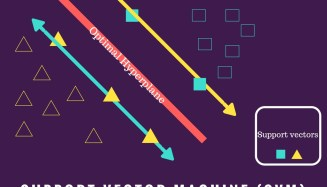 Optimal Hyperplane
Support vectors
SUPPORT VECTOR MACHINE (SVM)